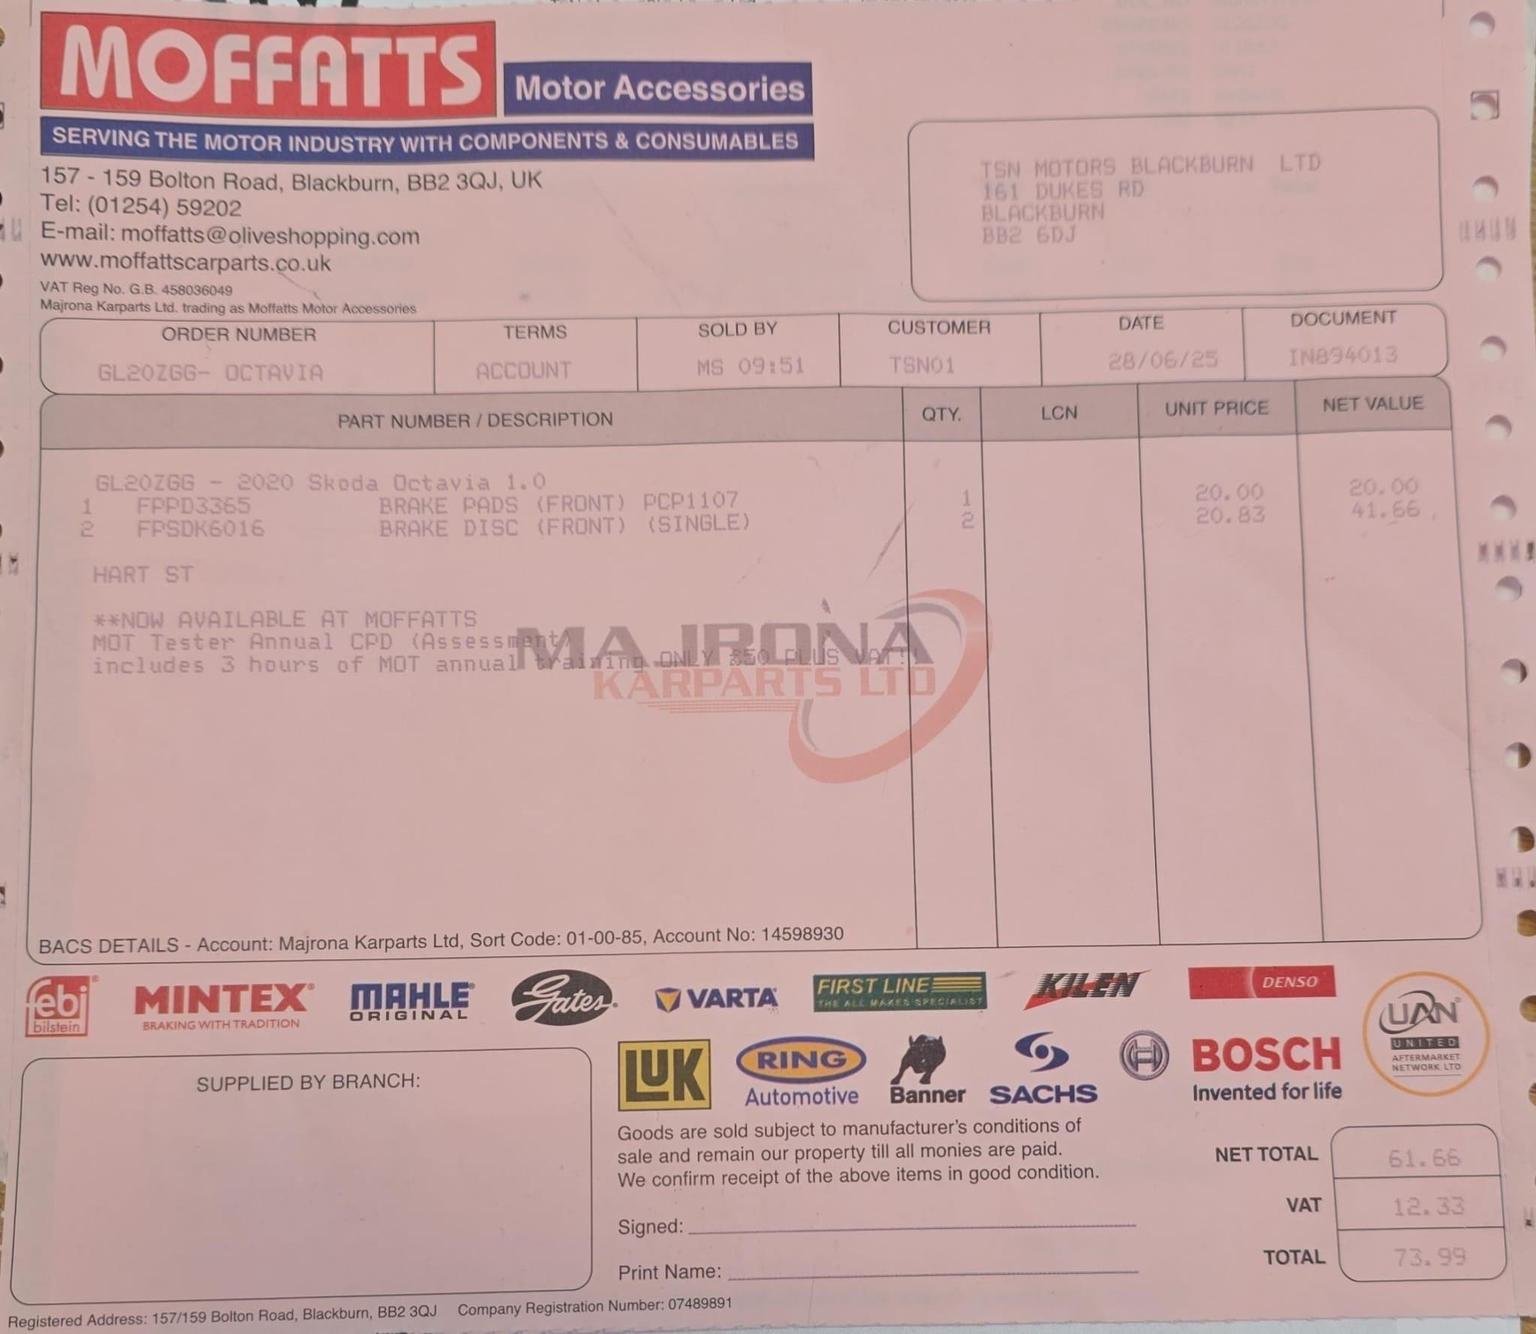 MOFFATTS
Motor Accessories
SERVING THE MOTOR INDUSTRY WITH COMPONENTS & CONSUMABLES
157 - 159 Bolton Road, Blackburn, BB2 3QJ, UK
Tel: (01254) 59202
E-mail: moffatts@oliveshopping.com
www.moffattscarparts.co.uk
VAT Reg No. G.B. 458036049
Majrona Karparts Ltd. trading as Moffatts Motor Accessories
TSN MOTORS BLACKBURN LTD
161 DUKES RD
BLACKBURN
BB2 6DJ
ORDER NUMBER TERMS SOLD BY CUSTOMER DATE DOCUMENT
GL20ZGG- OCTAVIA ACCOUNT MS 09:51 TSN01 28/06/25 IN894013
PART NUMBER / DESCRIPTION QTY. LCN UNIT PRICE NET VALUE
GL20ZGG - 2020 Skoda Octavia 1.0
1 FPPD3365 BRAKE PADS (FRONT) PCP1107 1 20.00 20.00
2 FPSDK6016 BRAKE DISC (FRONT) (SINGLE) 2 20.83 41.66
HART ST
**NOW AVAILABLE AT MOFFATTS
MOT Tester Annual CPD (Assessment)
includes 3 hours of MOT annual training ONLY £50 PLUS VAT!!
MAJRONA
KARPARTS LTD
BACS DETAILS - Account: Majrona Karparts Ltd, Sort Code: 01-00-85, Account No: 14598930
febi
bilstein
MINTEX
BRAKING WITH TRADITION
MAHLE
ORIGINAL
Gates
VARTA
FIRST LINE
THE ALL MAKES SPECIALIST
KILEN
DENSO
UAN
UNITED
AFTERMARKET
NETWORK LTD
LUK
RING
Automotive
Banner
SACHS
BOSCH
Invented for life
SUPPLIED BY BRANCH:
Goods are sold subject to manufacturer's conditions of
sale and remain our property till all monies are paid.
We confirm receipt of the above items in good condition.
Signed:
Print Name:
NET TOTAL 61.66
VAT 12.33
TOTAL 73.99
Registered Address: 157/159 Bolton Road, Blackburn, BB2 3QJ Company Registration Number: 07489891